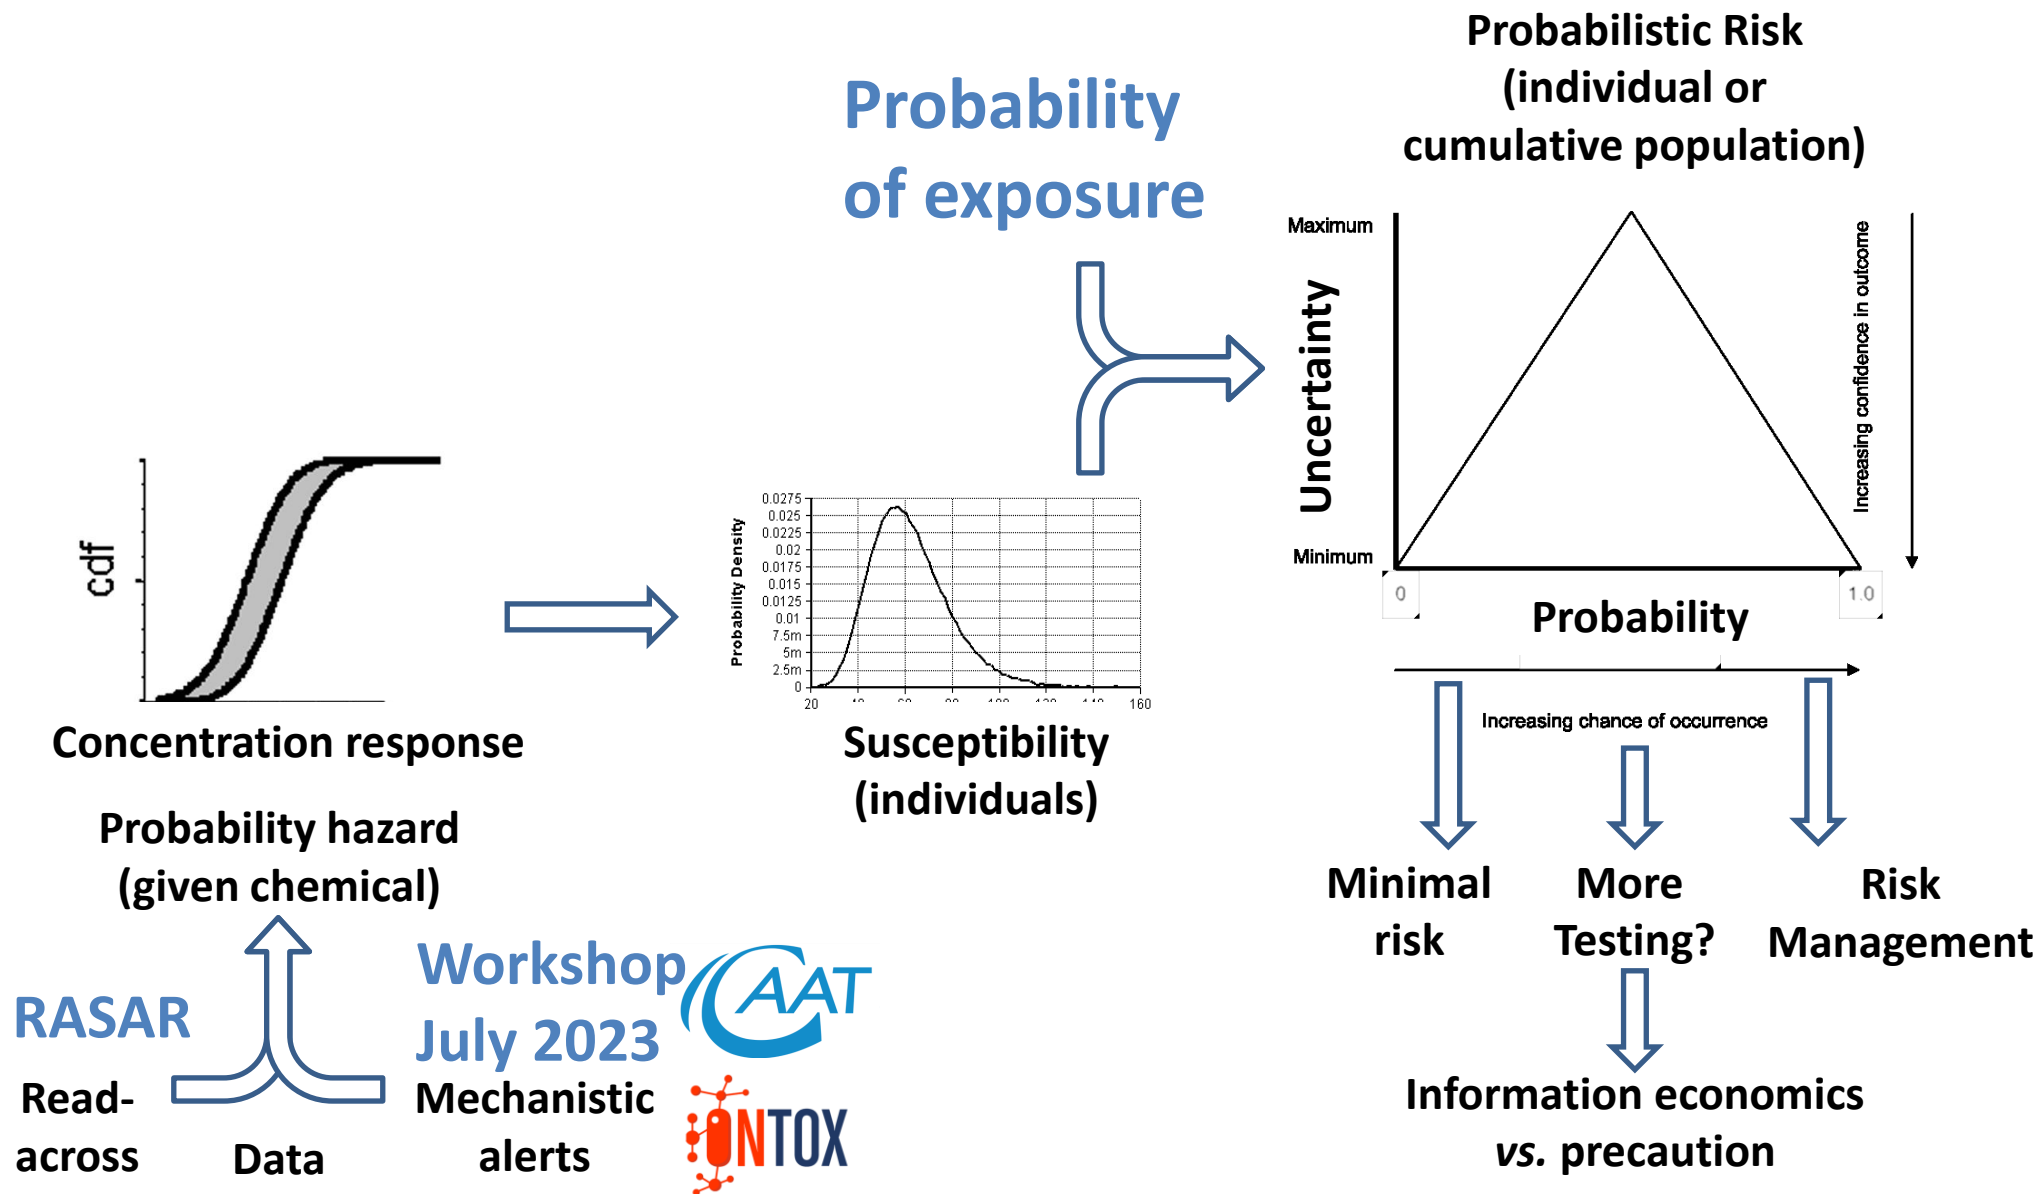 Probabilistic Risk
(individual or
cumulative population)
Probability
of exposure
Maximum
Uncertainty
Minimum
Increasing confidence in outcome
0
1.0
Probability
Increasing chance of occurrence
cdf
Concentration response
Probability Density
0.0275
0.025
0.0225
0.02
0.0175
0.015
0.0125
0.01
7.5m
5m
2.5m
0
20
160
Susceptibility
(individuals)
Probability hazard
(given chemical)
Minimal
risk
More
Testing?
Risk
Management
RASAR
Workshop
July 2023
CAAT
Read-
across
Data
Mechanistic
alerts
ONTOX
Information economics
vs. precaution